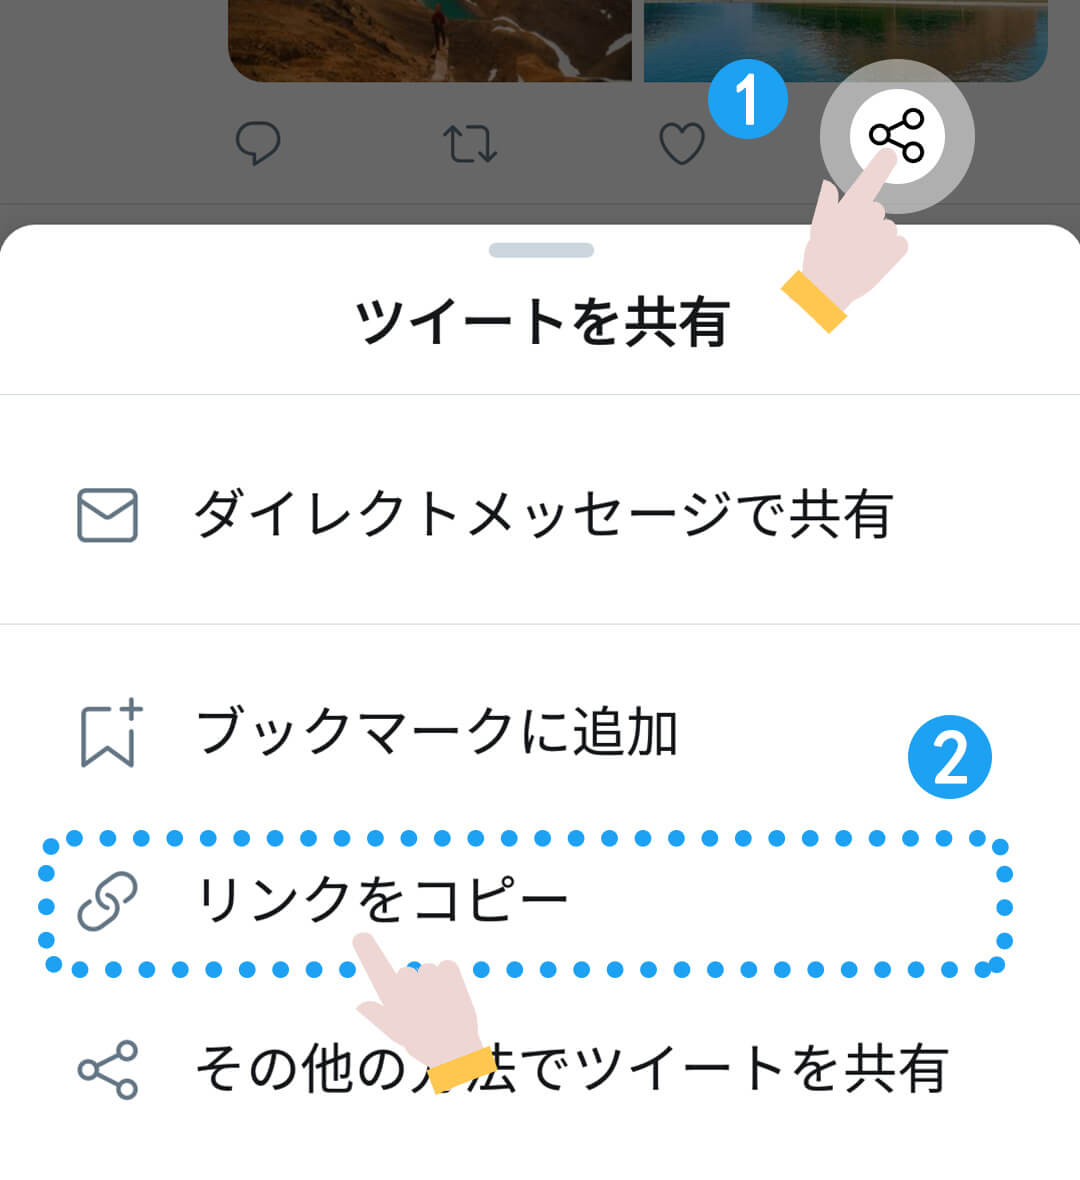 1
ツイートを共有
ダイレクトメッセージで共有
ブックマークに追加
2
リンクをコピー
その他の方法でツイートを共有